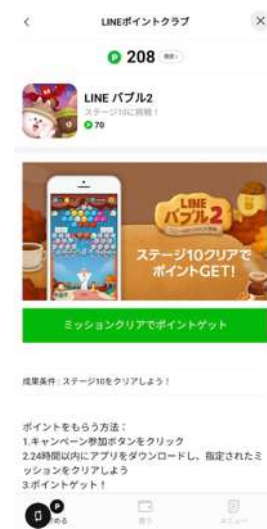 LINEポイントクラブ
P 208
LINE バブル2
ステージ10に挑戦！
P 70
LINE
バブル2
ステージ10クリアで
ポイントGET!
ミッションクリアでポイントゲット
成果条件：ステージ10をクリアしよう！
ポイントをもらう方法：
1.キャンペーン参加ボタンをクリック
2.24時間以内にアプリをダウンロードし、指定されたミ
ッションをクリアしよう
3.ポイントゲット！
使う
メニュー